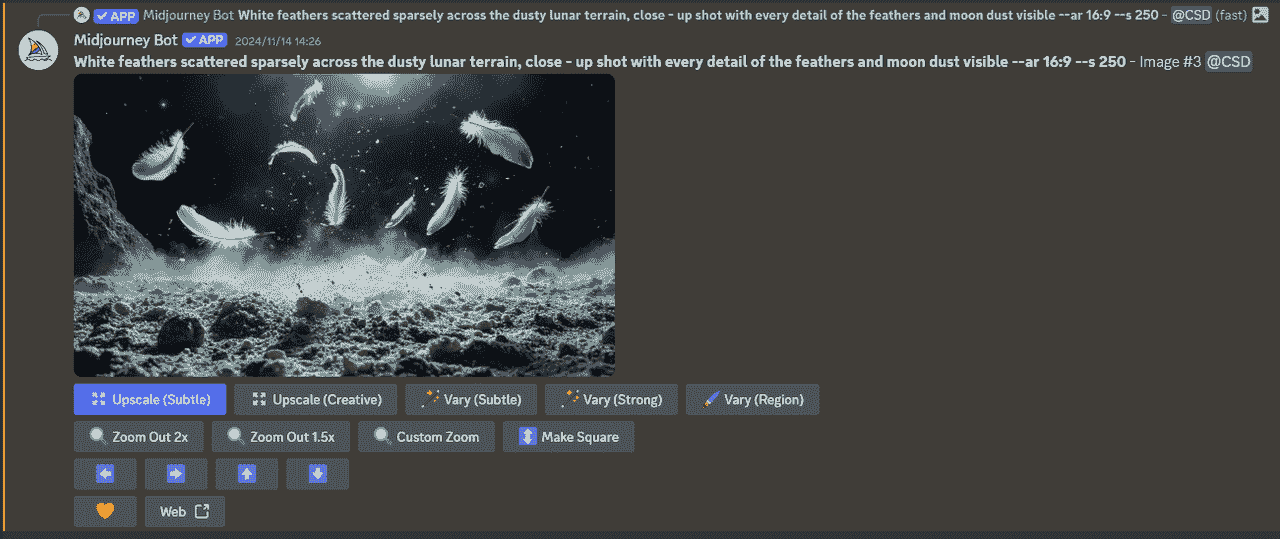 APP Midjourney Bot White feathers scattered sparsely across the dusty lunar terrain, close - up shot with every detail of the feathers and moon dust visible --ar 16:9 --s 250 - @CSD (fast)
Midjourney Bot APP 2024/11/14 14:26
White feathers scattered sparsely across the dusty lunar terrain, close - up shot with every detail of the feathers and moon dust visible --ar 16:9 --s 250 - Image #3 @CSD
Upscale (Subtle) Upscale (Creative) Vary (Subtle) Vary (Strong) Vary (Region)
Zoom Out 2x Zoom Out 1.5x Custom Zoom Make Square
Web